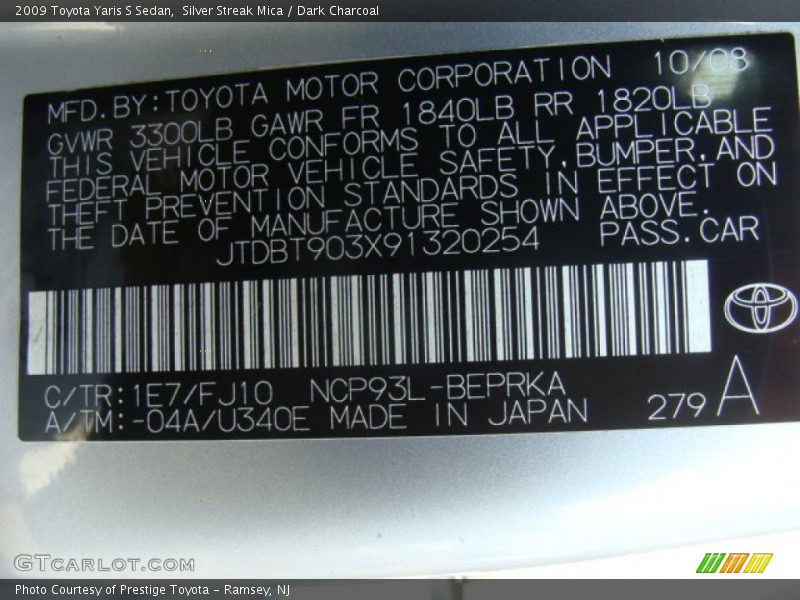 2009 Toyota Yaris S Sedan,  Silver Streak Mica / Dark Charcoal
MFD.BY:TOYOTA MOTOR CORPORATION 10/08
GVWR 3300LB GAWR FR 1840LB RR 1820LB
THIS VEHICLE CONFORMS TO ALL APPLICABLE
FEDERAL MOTOR VEHICLE SAFETY,BUMPER,AND
THEFT PREVENTION STANDARDS IN EFFECT ON
THE DATE OF MANUFACTURE SHOWN ABOVE.
JTDBT903X91320254 PASS.CAR
C/TR:1E7/FJ10 NCP93L-BEPRKA
A/TM:-04A/U340E MADE IN JAPAN 279 A
GTCARLOT.COM
Photo Courtesy of Prestige Toyota - Ramsey, NJ